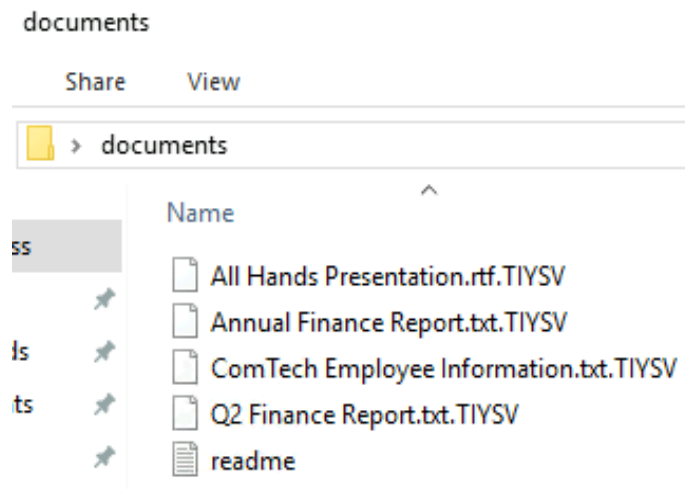 documents
Share View
documents
Name
ss
All Hands Presentation.rtf.TIYSV
Annual Finance Report.txt.TIYSV
ls
ComTech Employee Information.txt.TIYSV
ts
Q2 Finance Report.txt.TIYSV
readme